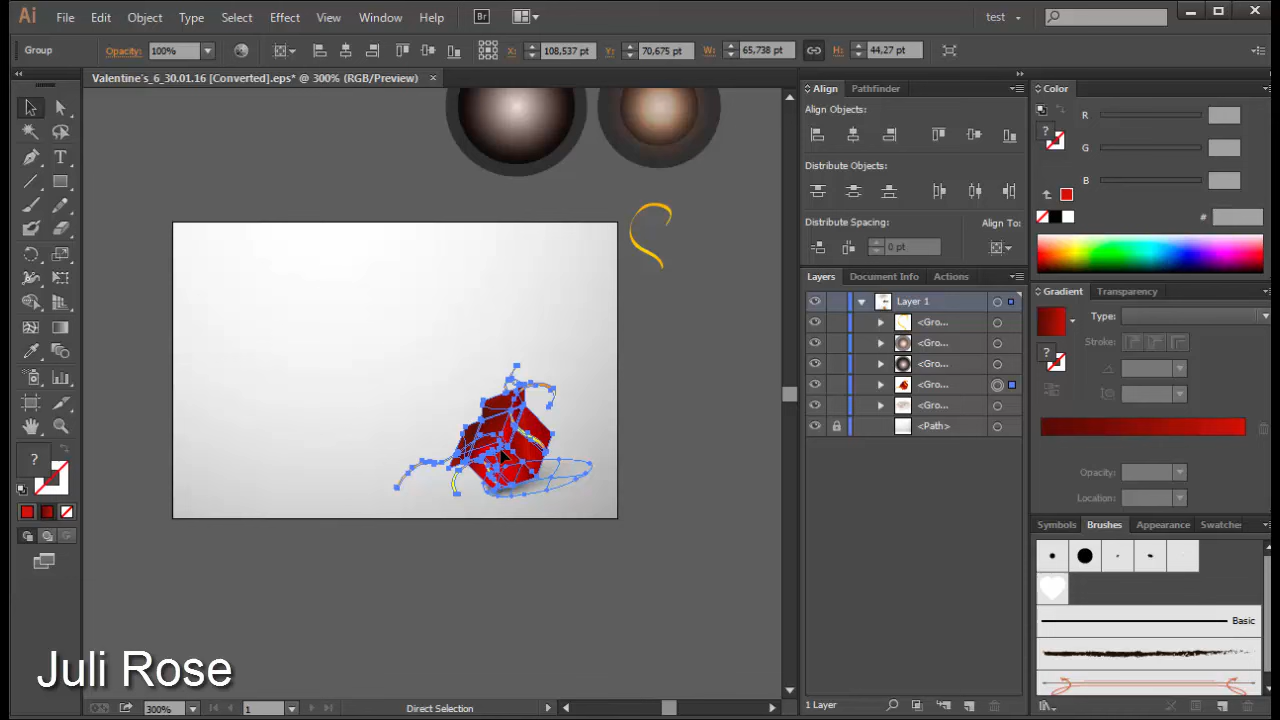 Ai File Edit Object Type Select Effect View Window Help Br test
Group Opacity: 100% X: 108,537 pt Y: 70,675 pt W: 65,738 pt H: 44,27 pt
Valentine's_6_30.01.16 [Converted].eps* @ 300% (RGB/Preview) ×
Align Pathfinder
Align Objects:
Distribute Objects:
Distribute Spacing: Align To:
0 pt
Color
R
G
B
#
Layers Document Info Actions
Layer 1
<Gro...
<Gro...
<Gro...
<Gro...
<Gro...
<Path>
1 Layer
Gradient Transparency
Type:
Stroke:
Opacity:
Location:
Symbols Brushes Appearance Swatche
Basic
?
?
?
T
Juli Rose
300% 1 Direct Selection